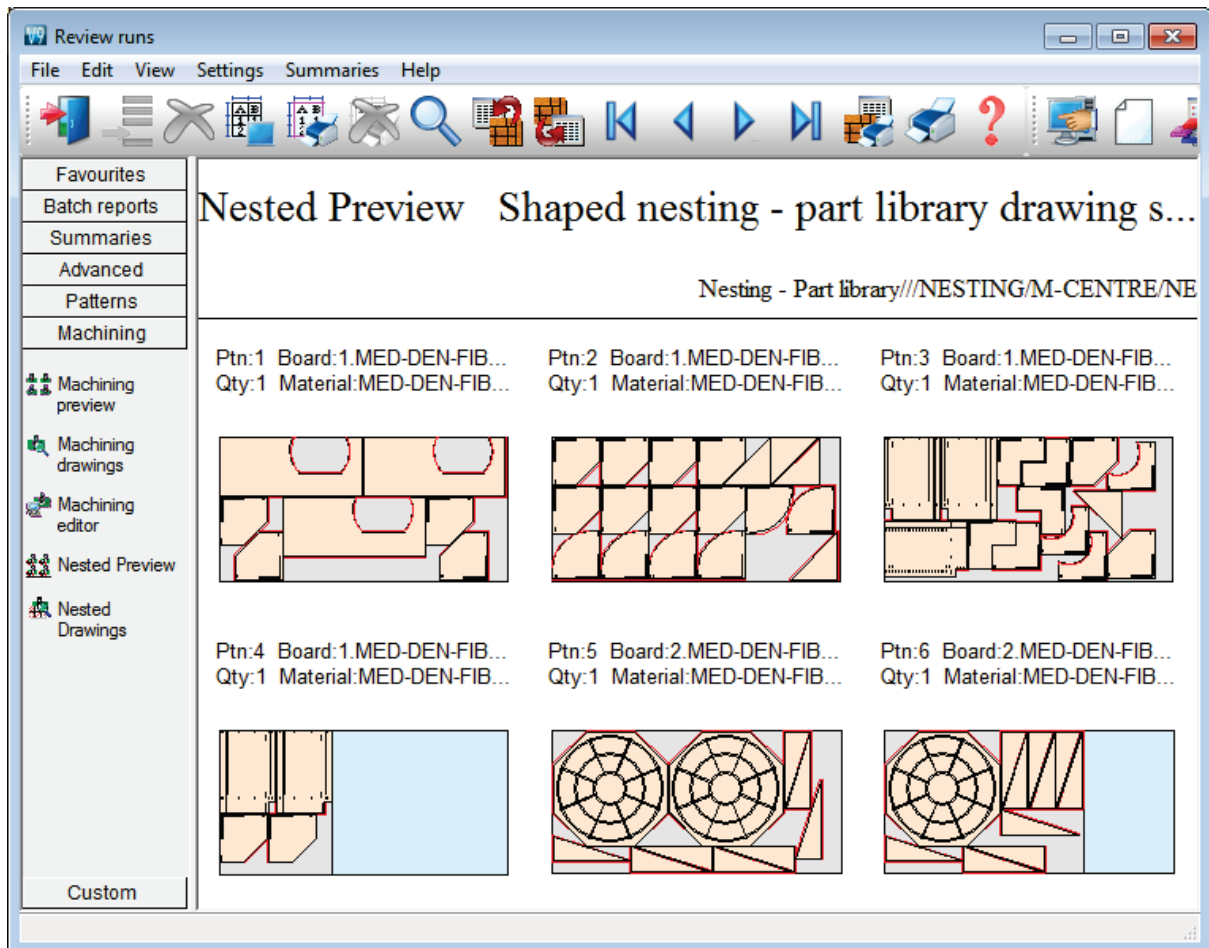 V9 Review runs
File Edit View Settings Summaries Help
Favourites
Batch reports
Summaries
Advanced
Patterns
Machining
Machining
preview
Machining
drawings
Machining
editor
Nested Preview
Nested
Drawings
Custom
Nested Preview Shaped nesting - part library drawing s...
Nesting - Part library///NESTING/M-CENTRE/NE
Ptn:1 Board:1.MED-DEN-FIB...
Qty:1 Material:MED-DEN-FIB...
Ptn:2 Board:1.MED-DEN-FIB...
Qty:1 Material:MED-DEN-FIB...
Ptn:3 Board:1.MED-DEN-FIB...
Qty:1 Material:MED-DEN-FIB...
Ptn:4 Board:1.MED-DEN-FIB...
Qty:1 Material:MED-DEN-FIB...
Ptn:5 Board:2.MED-DEN-FIB...
Qty:1 Material:MED-DEN-FIB...
Ptn:6 Board:2.MED-DEN-FIB...
Qty:1 Material:MED-DEN-FIB...